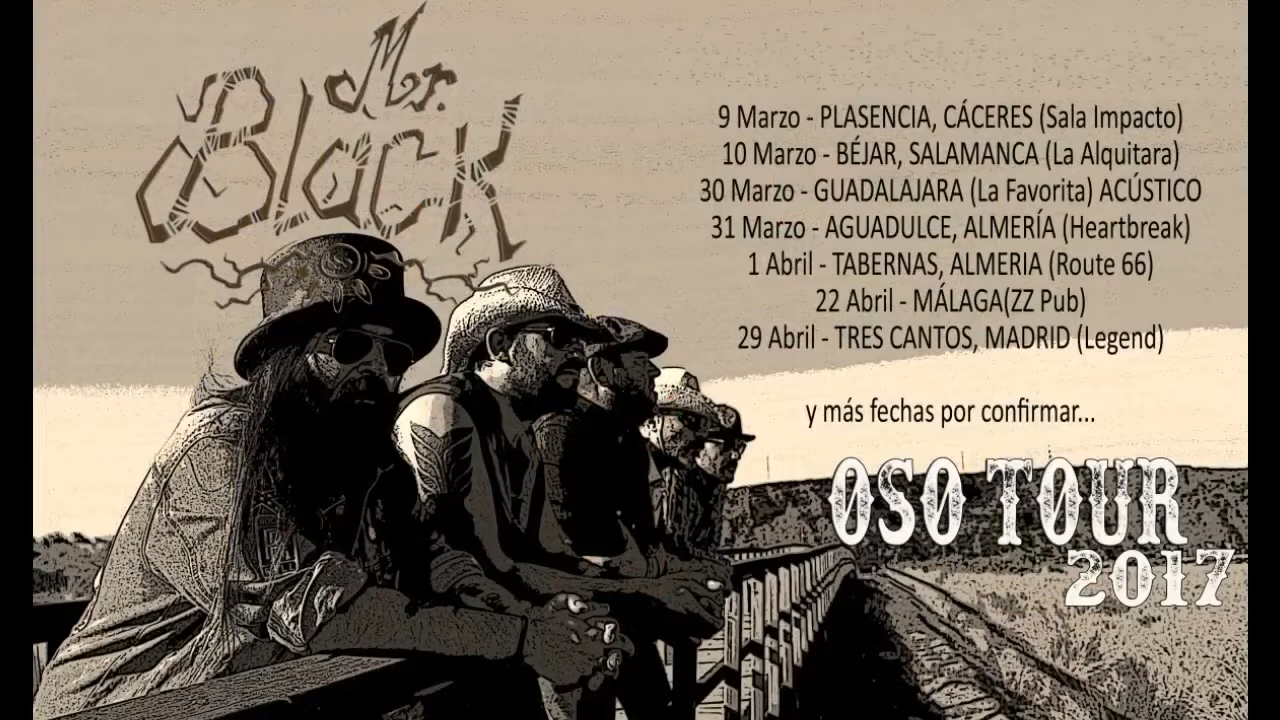 Mr.
Black
9 Marzo - PLASENCIA, CÁCERES (Sala Impacto)
10 Marzo - BÉJAR, SALAMANCA (La Alquitara)
30 Marzo - GUADALAJARA (La Favorita) ACÚSTICO
31 Marzo - AGUADULCE, ALMERÍA (Heartbreak)
1 Abril - TABERNAS, ALMERIA (Route 66)
22 Abril - MÁLAGA(ZZ Pub)
29 Abril - TRES CANTOS, MADRID (Legend)
y más fechas por confirmar...
OSO TOUR
2017